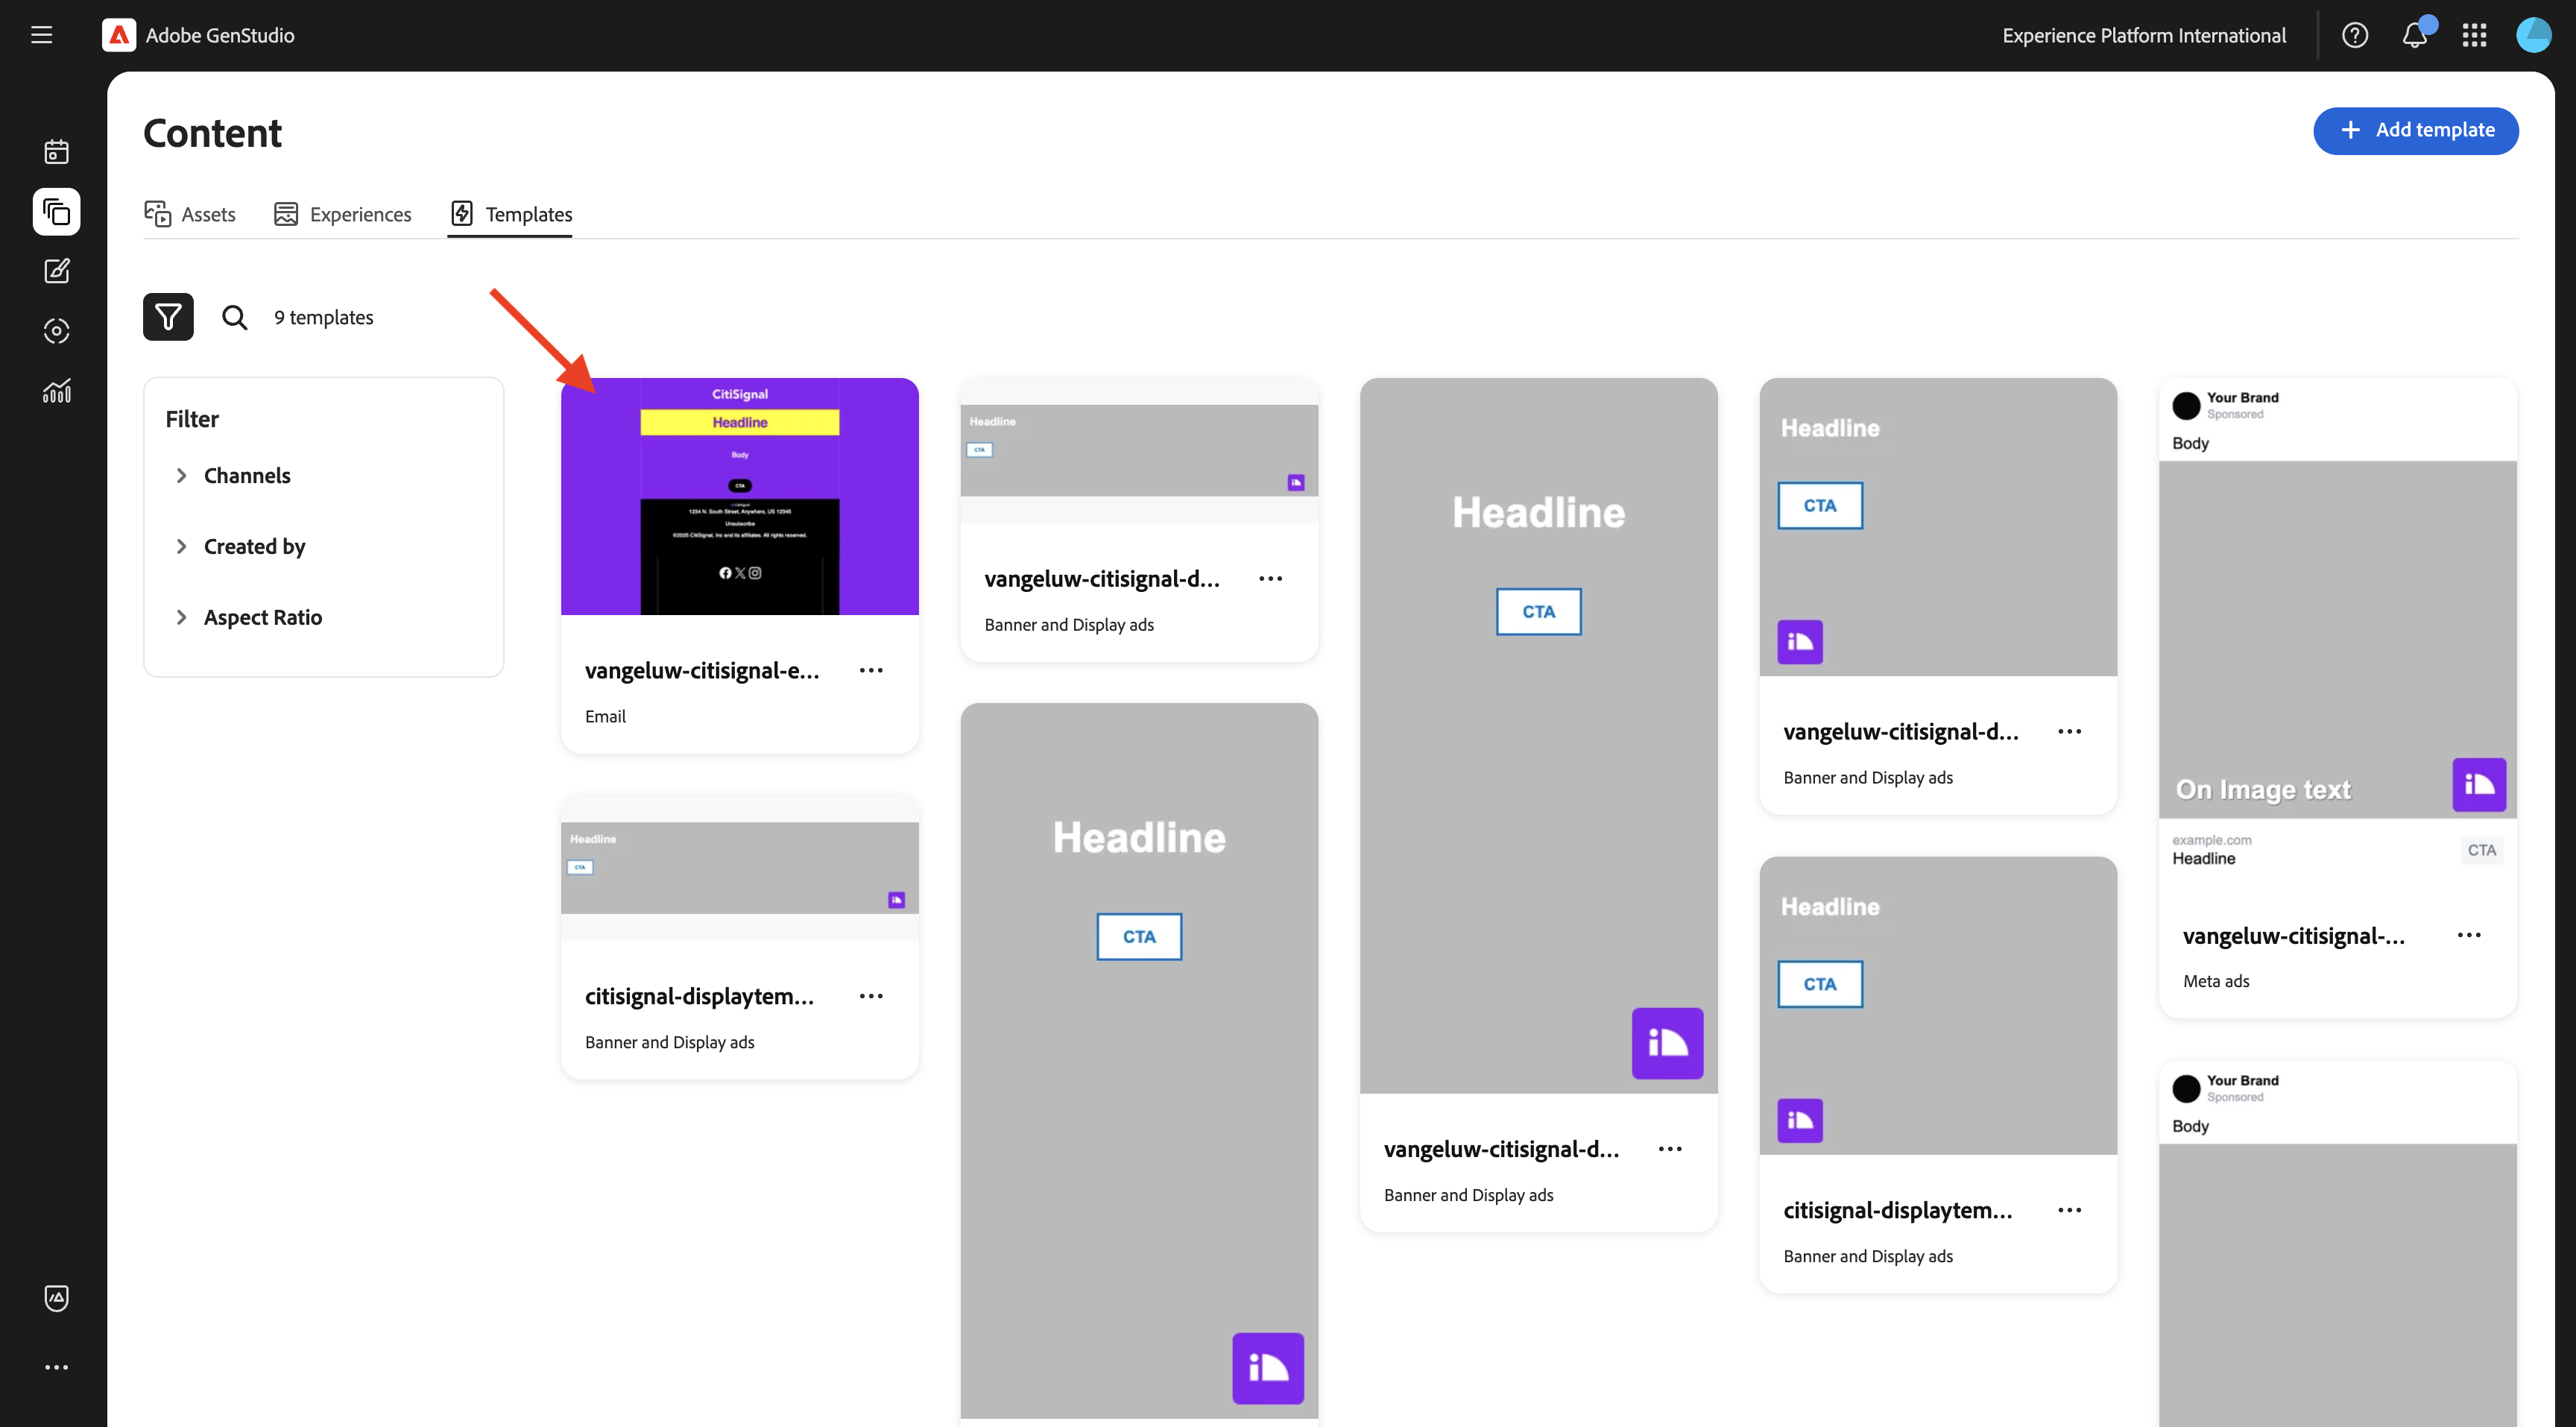 Adobe GenStudio
Experience Platform International
Content
Add template
Assets
Experiences
Templates
9 templates
Filter
Channels
Created by
Aspect Ratio
CitiSignal
Headline
Body
CTA
1234 N. South Street, Anywhere, US 12345
Unsubscribe
©2025 CitiSignal, Inc and its affiliates. All rights reserved.
vangeluw-citisignal-e...
Email
Headline
CTA
citisignal-displaytem...
Banner and Display ads
Headline
CTA
vangeluw-citisignal-d...
Banner and Display ads
Headline
CTA
Headline
CTA
vangeluw-citisignal-d...
Banner and Display ads
Headline
CTA
vangeluw-citisignal-d...
Banner and Display ads
Headline
CTA
citisignal-displaytem...
Banner and Display ads
Your Brand
Sponsored
Body
On Image text
example.com
Headline
CTA
vangeluw-citisignal-...
Meta ads
Your Brand
Sponsored
Body